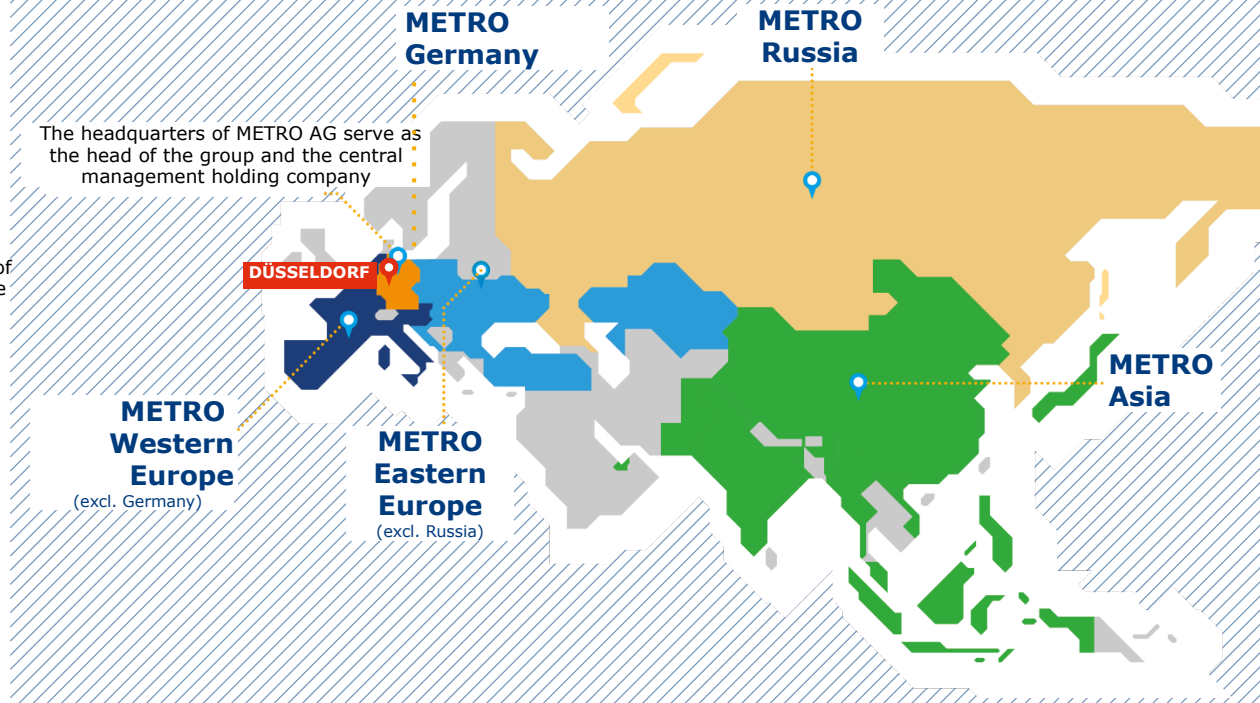 METRO
Germany
METRO
Russia
The headquarters of METRO AG serve as
the head of the group and the central
management holding company
of
DÜSSELDORF
METRO
Asia
METRO
Western
Europe
(excl. Germany)
METRO
Eastern
Europe
(excl. Russia)